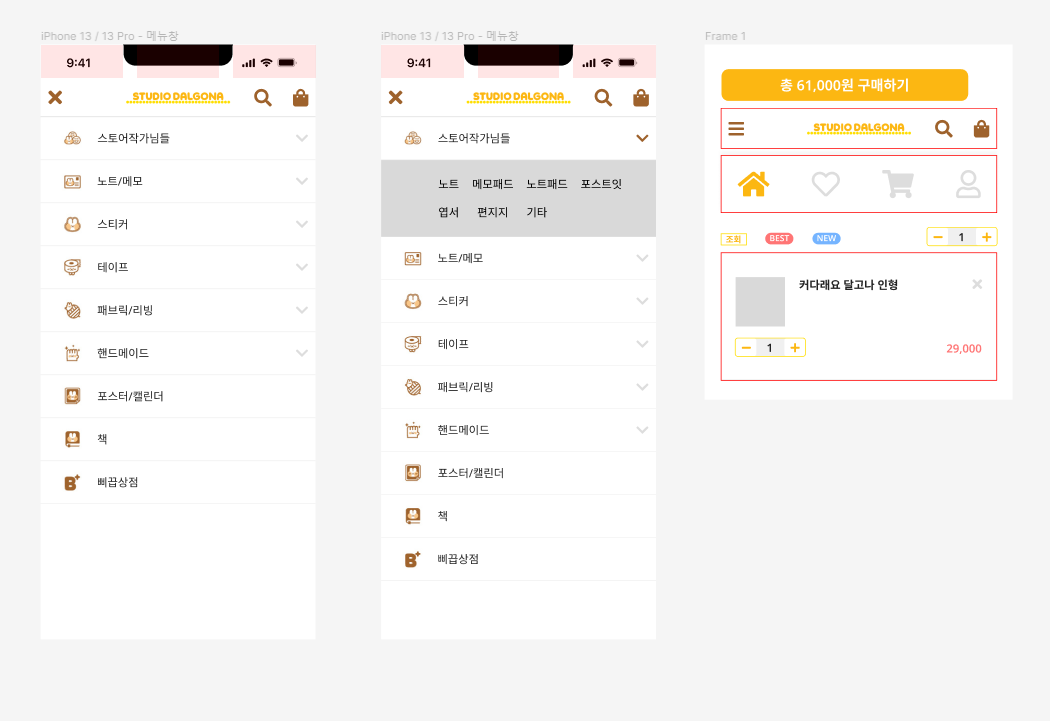 iPhone 13 / 13 Pro - 메뉴창
9:41
STUDIO DALGONA
스토어작가님들
노트/메모
스티커
테이프
패브릭/리빙
핸드메이드
포스터/캘린더
책
삐끕상점
iPhone 13 / 13 Pro - 메뉴창
9:41
STUDIO DALGONA
스토어작가님들
노트 메모패드 노트패드 포스트잇
엽서 편지지 기타
노트/메모
스티커
테이프
패브릭/리빙
핸드메이드
포스터/캘린더
책
삐끕상점
Frame 1
총 61,000원 구매하기
STUDIO DALGONA
조회 BEST NEW − 1 +
커다래요 달고나 인형
− 1 + 29,000